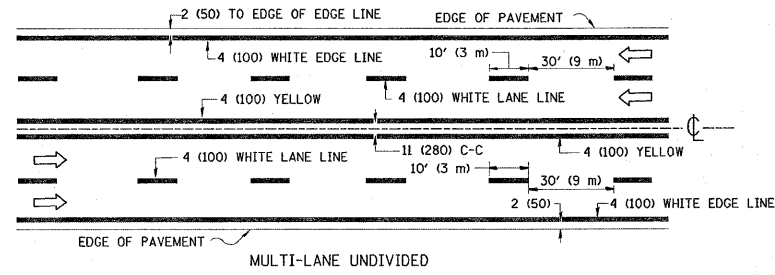 2 (50) TO EDGE OF EDGE LINE
EDGE OF PAVEMENT
4 (100) WHITE EDGE LINE
10' (3 m)
30' (9 m)
4 (100) YELLOW
4 (100) WHITE LANE LINE
℄
4 (100) WHITE LANE LINE
11 (280) C-C
4 (100) YELLOW
10' (3 m)
30' (9 m)
2 (50)
4 (100) WHITE EDGE LINE
EDGE OF PAVEMENT
MULTI-LANE UNDIVIDED